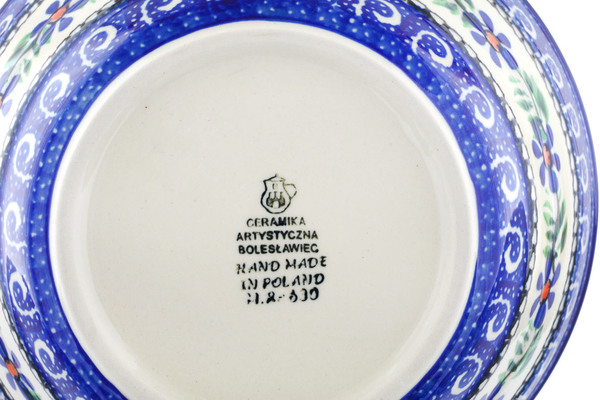 CERAMIKA
ARTYSTYCZNA
BOLESŁAWIEC
HAND MADE
IN POLAND